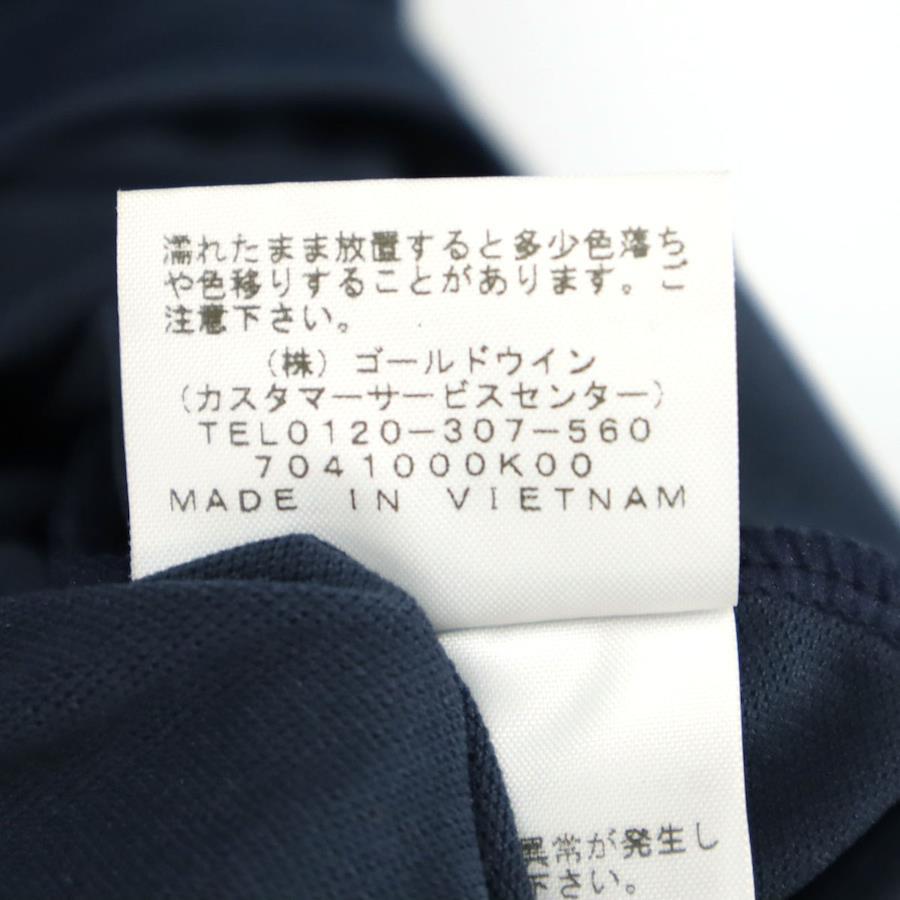 濡れたまま放置すると多少色落ち
や色移りすることがあります。ご
注意下さい。
(株)ゴールドウイン
(カスタマーサービスセンター)
TEL0120-307-560
7041000K00
MADE IN VIETNAM
異常が発生し
下さい。